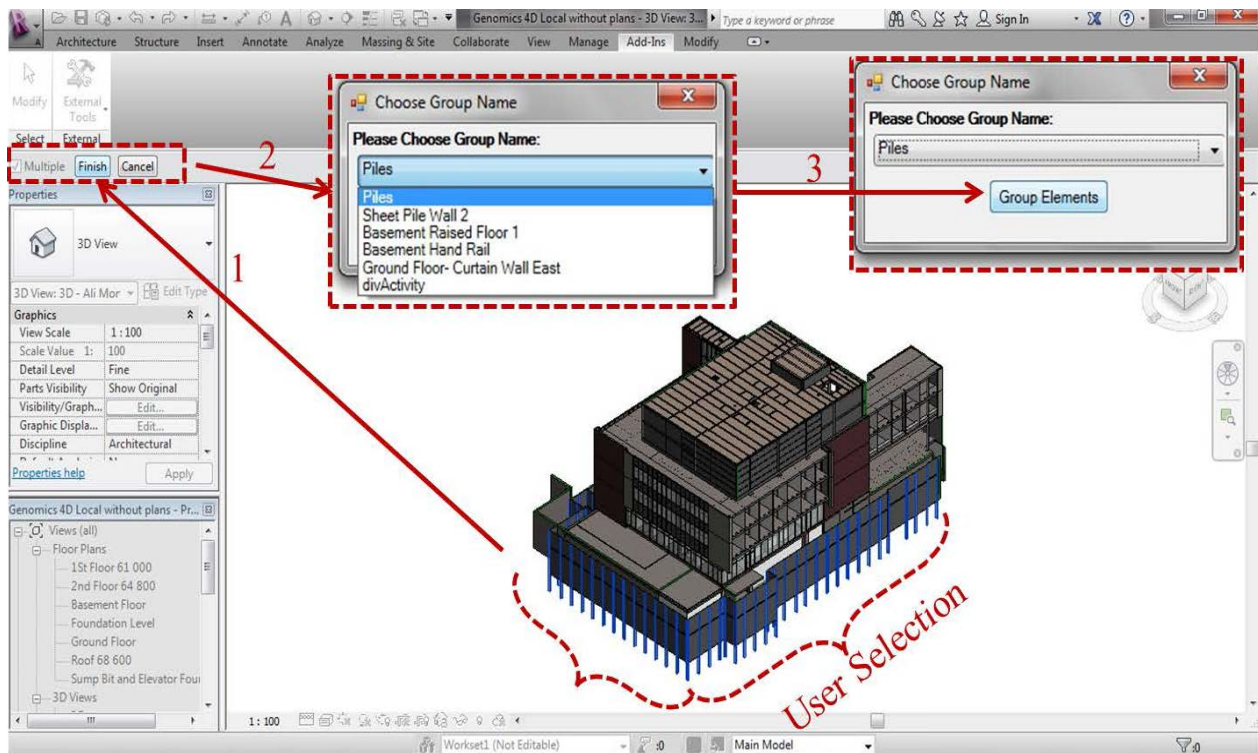 Genomics 4D Local without plans - 3D View: 3...
Type a keyword or phrase
Sign In
Architecture Structure Insert Annotate Analyze Massing & Site Collaborate View Manage Add-Ins Modify
Modify
External Tools
Select External
Multiple Finish Cancel
2
Choose Group Name
Please Choose Group Name:
Piles
Piles
Sheet Pile Wall 2
Basement Raised Floor 1
Basement Hand Rail
Ground Floor- Curtain Wall East
divActivity
3
Choose Group Name
Please Choose Group Name:
Piles
Group Elements
1
Properties
3D View
3D View: 3D - Ali Mor Edit Type
Graphics
View Scale 1 : 100
Scale Value 1: 100
Detail Level Fine
Parts Visibility Show Original
Visibility/Graph... Edit...
Graphic Displa... Edit...
Discipline Architectural
Properties help Apply
Genomics 4D Local without plans - Pr...
Views (all)
Floor Plans
1St Floor 61 000
2nd Floor 64 800
Basement Floor
Foundation Level
Ground Floor
Roof 68 600
Sump Bit and Elevator Four
3D Views
User Selection
1 : 100
Workset1 (Not Editable) :0 Main Model :0